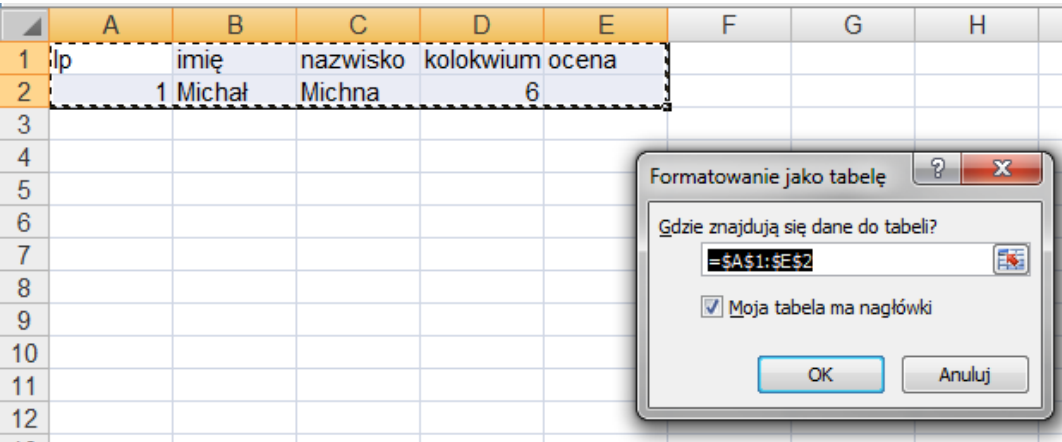 A B C D E F G H
1 lp imię nazwisko kolokwium ocena
2 1 Michał Michna 6
3
4
Formatowanie jako tabelę
5
6
Gdzie znajdują się dane do tabeli?
7
=$A$1:$E$2
8
9
Moja tabela ma nagłówki
10
11
OK Anuluj
12